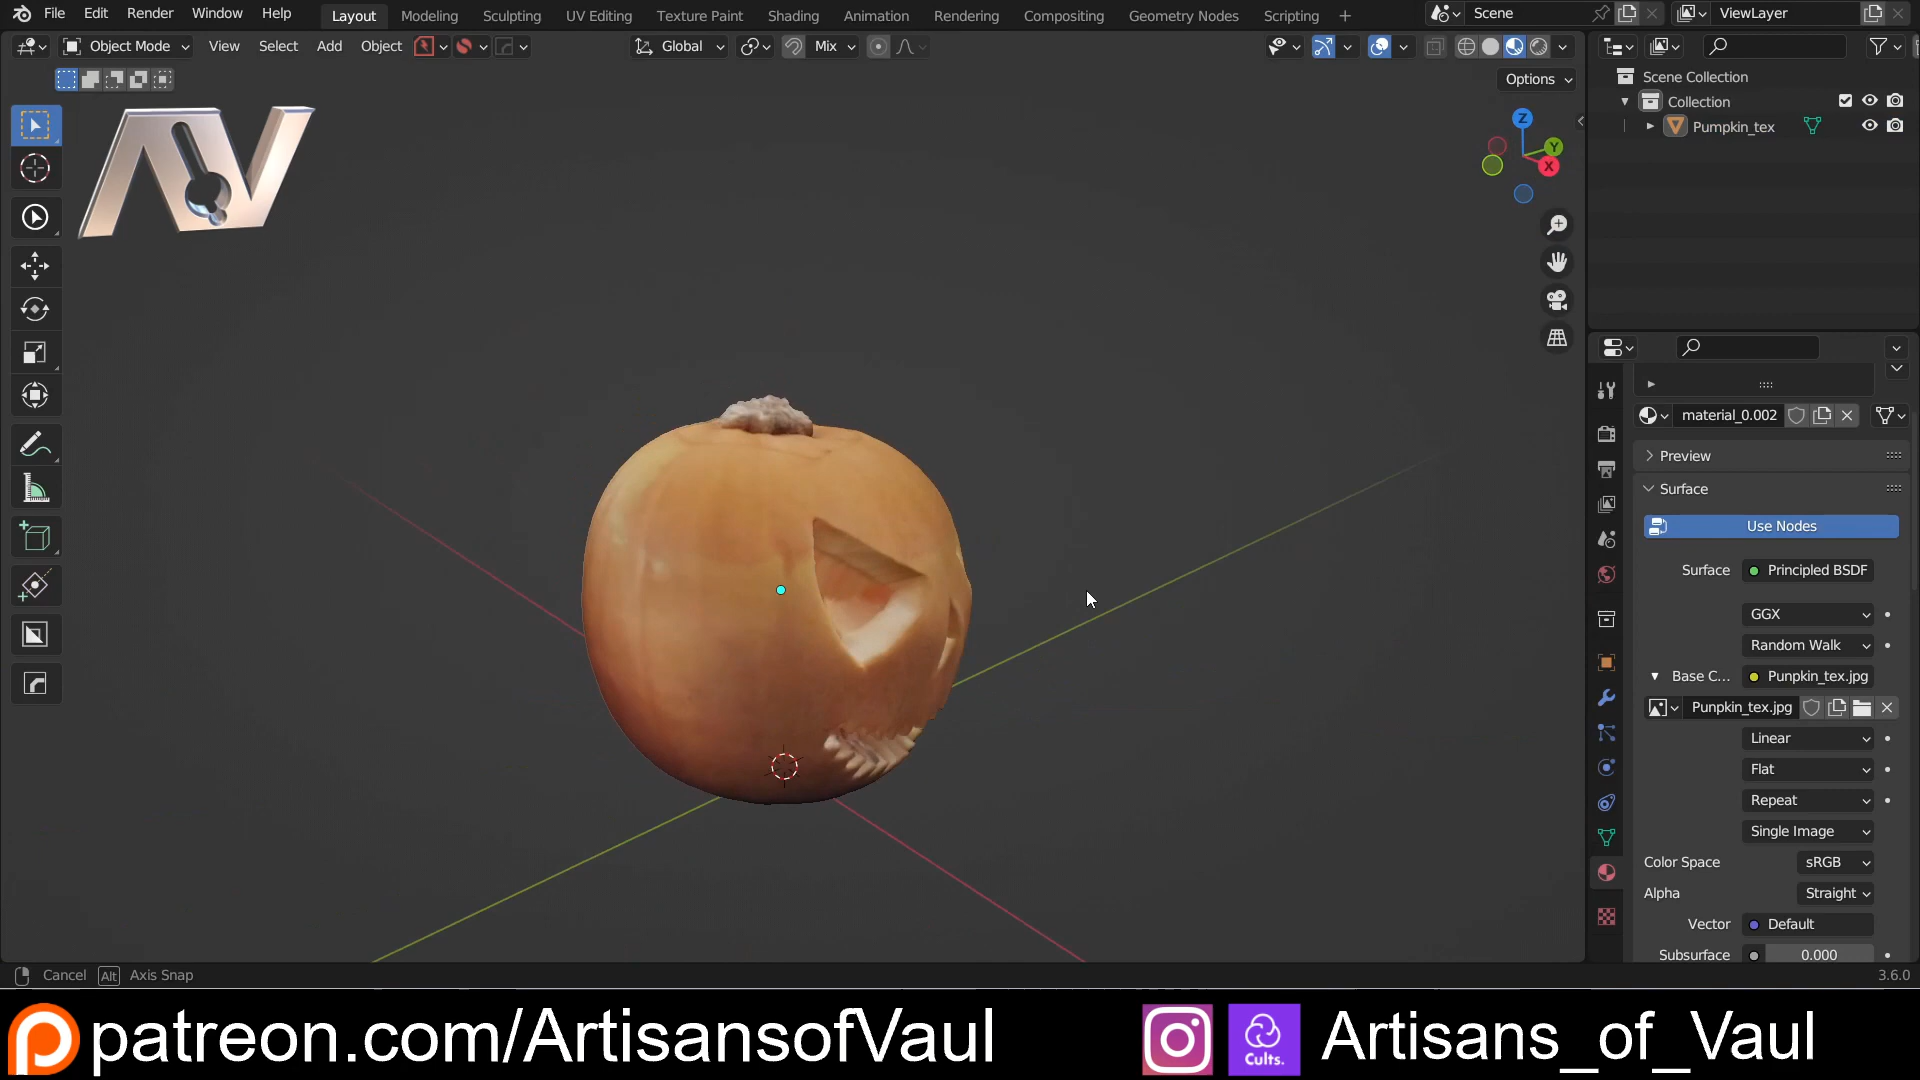 File Edit Render Window Help Layout Modeling Sculpting UV Editing Texture Paint Shading Animation Rendering Compositing Geometry Nodes Scripting + Scene ViewLayer
Object Mode View Select Add Object Global Mix
Options
Scene Collection
Collection
Pumpkin_tex
Z
Y
X
material_0.002
Preview
Surface
Use Nodes
Surface Principled BSDF
GGX
Random Walk
Base C... Punpkin_tex.jpg
Punpkin_tex.jpg
Linear
Flat
Repeat
Single Image
Color Space sRGB
Alpha Straight
Vector Default
Subsurface 0.000
Cancel Alt Axis Snap 3.6.0
patreon.com/ArtisansofVaul Cults. Artisans_of_Vaul